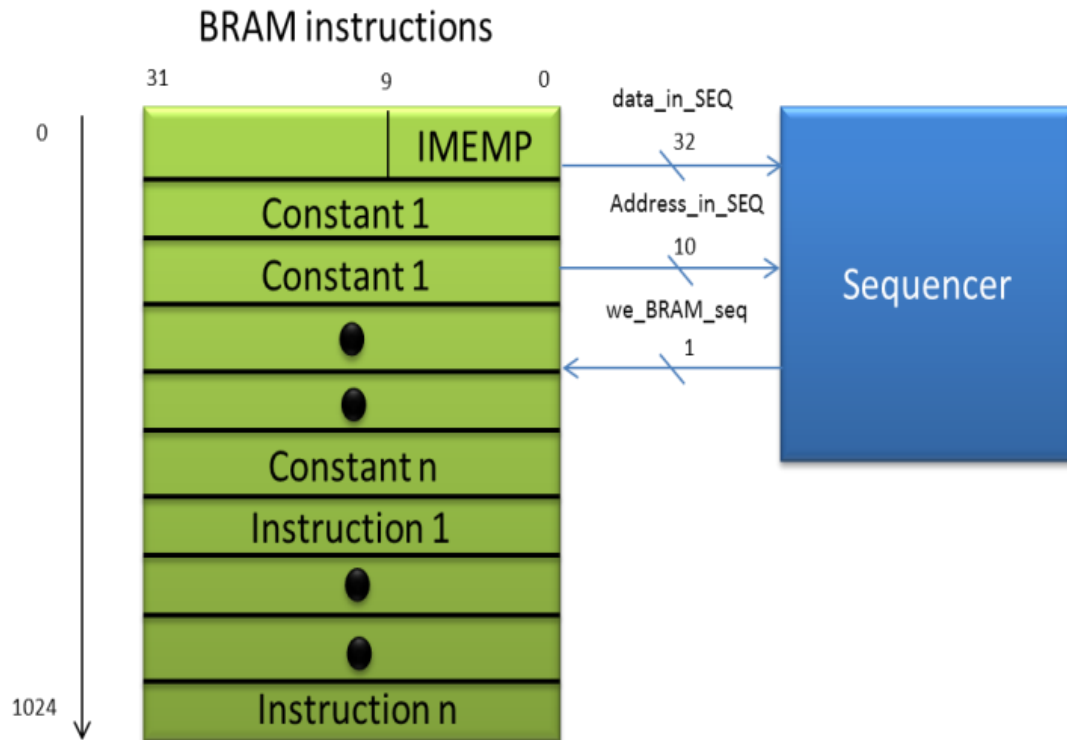 BRAM instructions
31 9 0
0
IMEMP
Constant 1
Constant 1
Constant n
Instruction 1
Instruction n
1024
data_in_SEQ
32
Address_in_SEQ
10
we_BRAM_seq
1
Sequencer